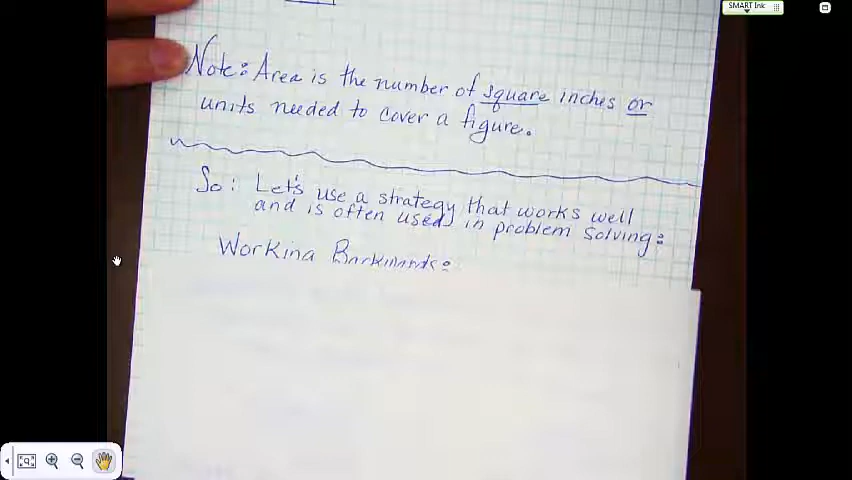 SMART Ink
Note: Area is the number of square inches or
units needed to cover a figure.
So: Let's use a strategy that works well
and is often used in problem solving:
Working Backwards: